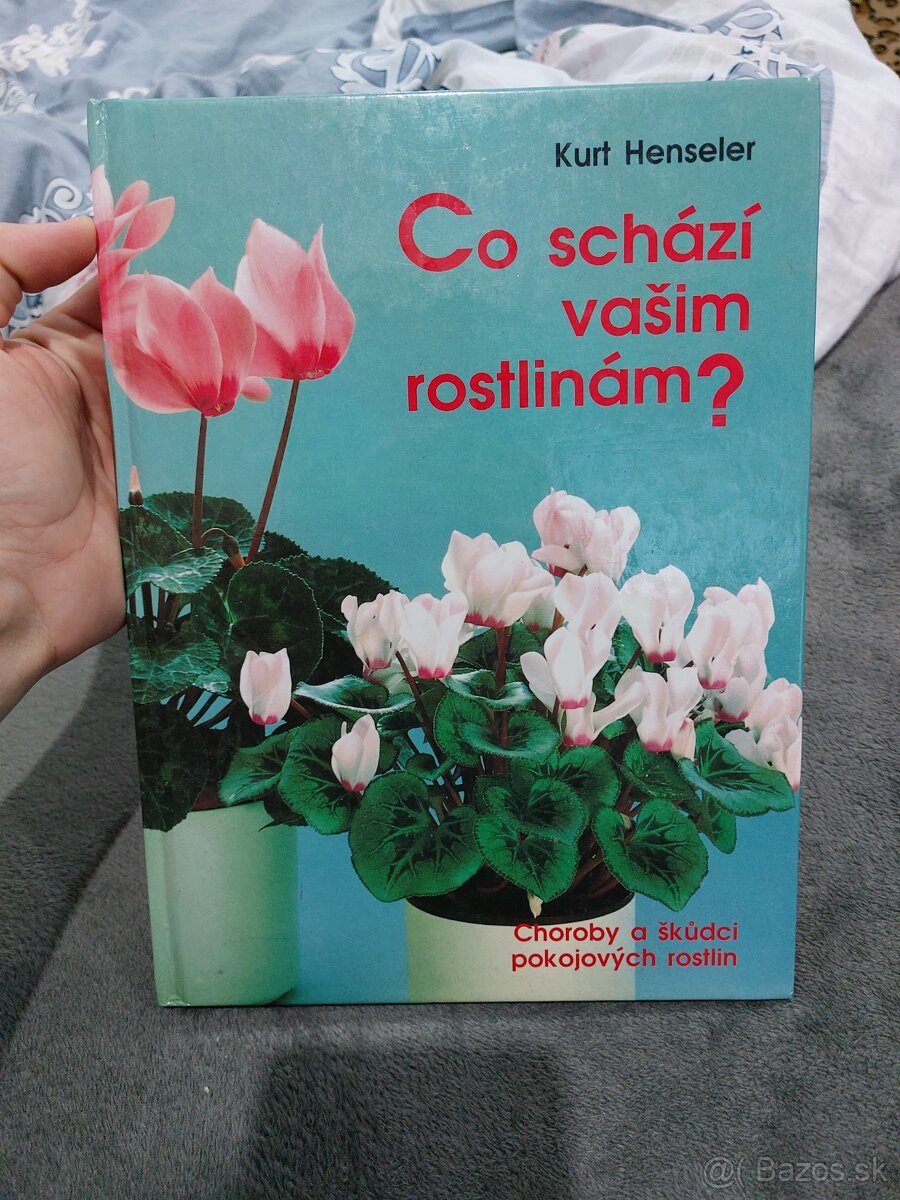 Kurt Henseler
Co schází
vašim
rostlinám?
Choroby a škůdci
pokojových rostlin
@( Bazos.sk